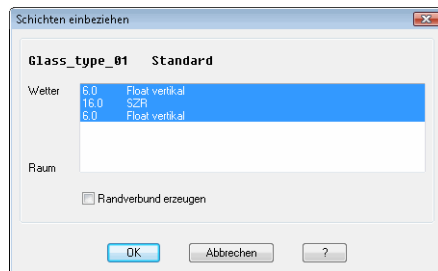 Schichten einbeziehen
Glass_type_01 Standard
Wetter 6.0 Float vertikal
16.0 SZR
6.0 Float vertikal
Raum
Randverbund erzeugen
OK Abbrechen ?